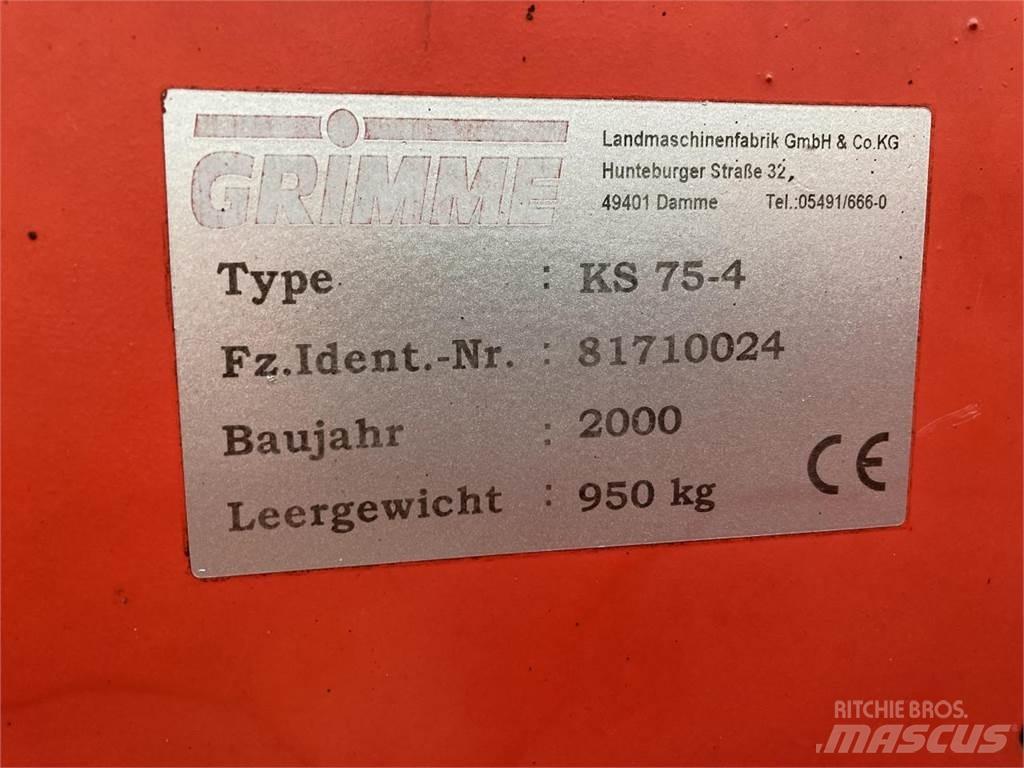 GRIMME
Landmaschinenfabrik GmbH & Co.KG
Hunteburger Straße 32,
49401 Damme Tel.:05491/666-0
Type : KS 75-4
Fz.Ident.-Nr. : 81710024
Baujahr : 2000
Leergewicht : 950 kg
CE
RITCHIE BROS.
MASCUS